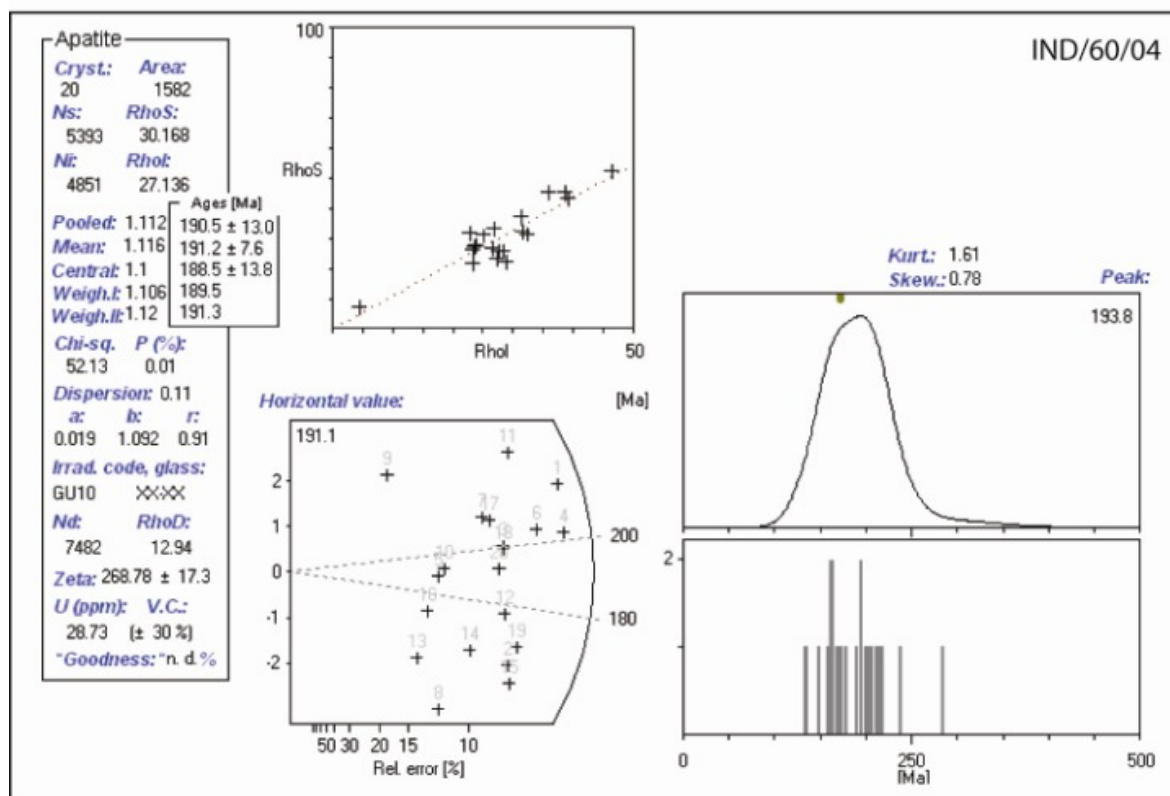 IND/60/04
Apatite
Cryst.: Area:
20 1582
Ns: RhoS:
5393 30.168
Ni: RhoI:
4851 27.136
Ages [Ma]
Pooled: 1.112 190.5 ± 13.0
Mean: 1.116 191.2 ± 7.6
Central: 1.1 188.5 ± 13.8
Weigh.I: 1.106 189.5
Weigh.II: 1.12 191.3
Chi-sq. P (%):
52.13 0.01
Dispersion: 0.11
a: b: r:
0.019 1.092 0.91
Irrad. code, glass:
GU10 XX-XX
Nd: RhoD:
7482 12.94
Zeta: 268.78 ± 17.3
U (ppm): V.C.:
28.73 (± 30 %)
"Goodness:" n. d. %
100
RhoS
RhoI 50
Horizontal value: [Ma]
191.1
11
9
1
2
7 17
6 4
1
18
200
10 20
0
16
12
-1
180
13 14 19
2
-2
15
8
50 30 20 15 10
Rel. error [%]
Kurt.: 1.61
Skew.: 0.78 Peak:
193.8
2
0 250 500
[Ma]